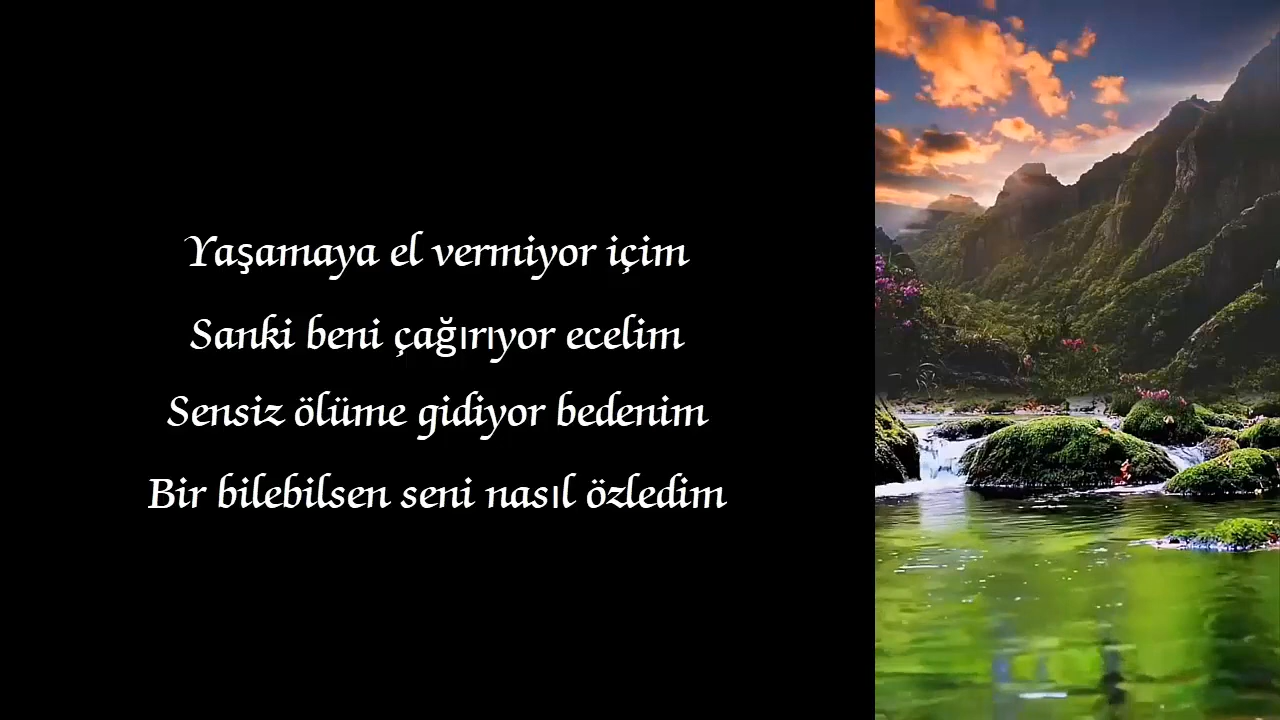 Yaşamaya el vermiyor içim
Sanki beni çağırıyor ecelim
Sensiz ölüme gidiyor bedenim
Bir bilebilsen seni nasıl özledim